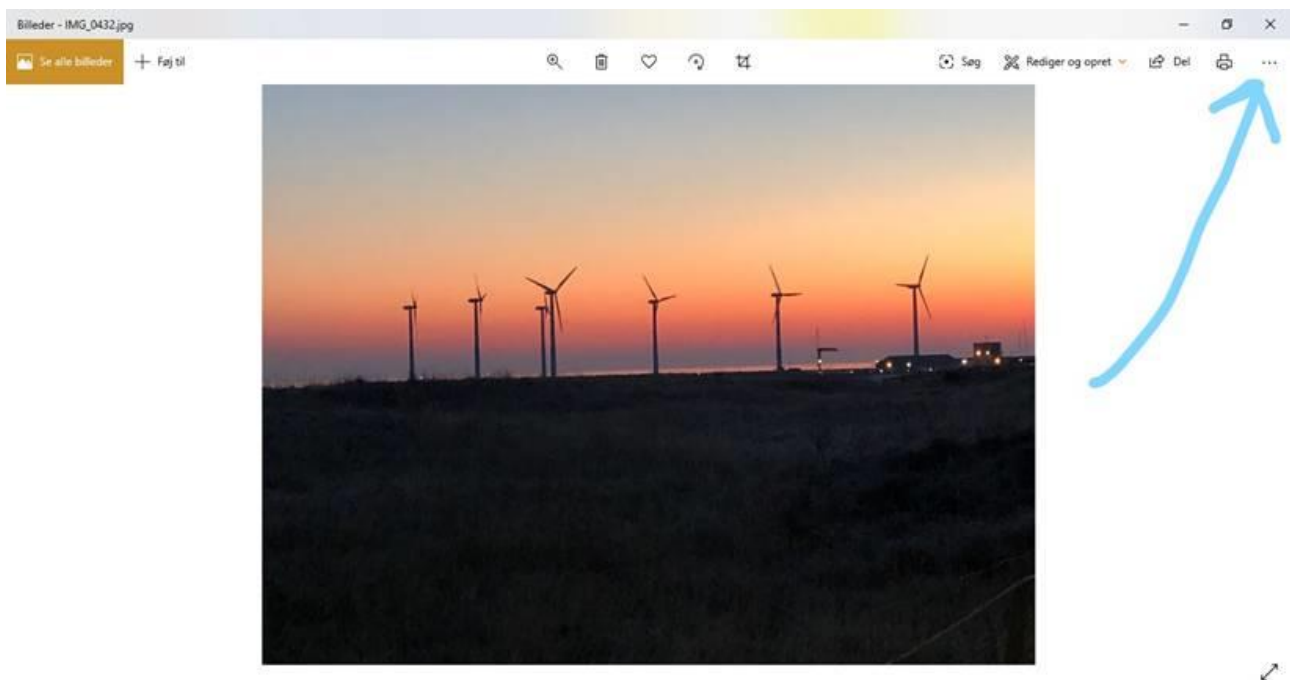 Billeder - IMG_0432.jpg
Se alle billeder Føj til Søg Rediger og opret Del